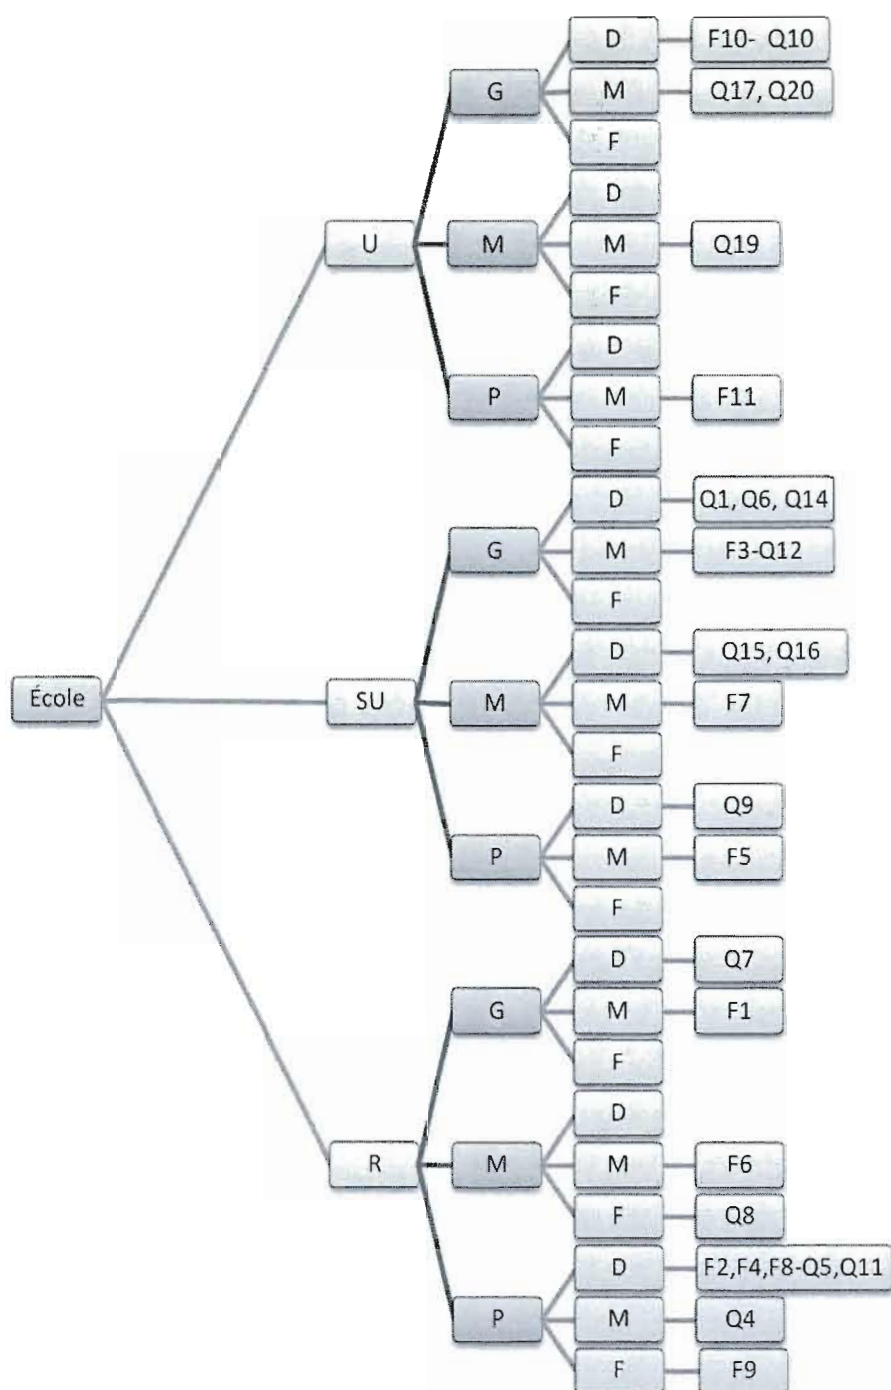 D F10- Q10
G M Q17, Q20
F
D
U M M Q19
F
D
P M F11
F
D Q1, Q6, Q14
G M F3-Q12
F
D Q15, Q16
École SU M M F7
F
D Q9
P M F5
F
D Q7
G M F1
F
D
R M M F6
F Q8
D F2,F4,F8-Q5,Q11
P M Q4
F F9